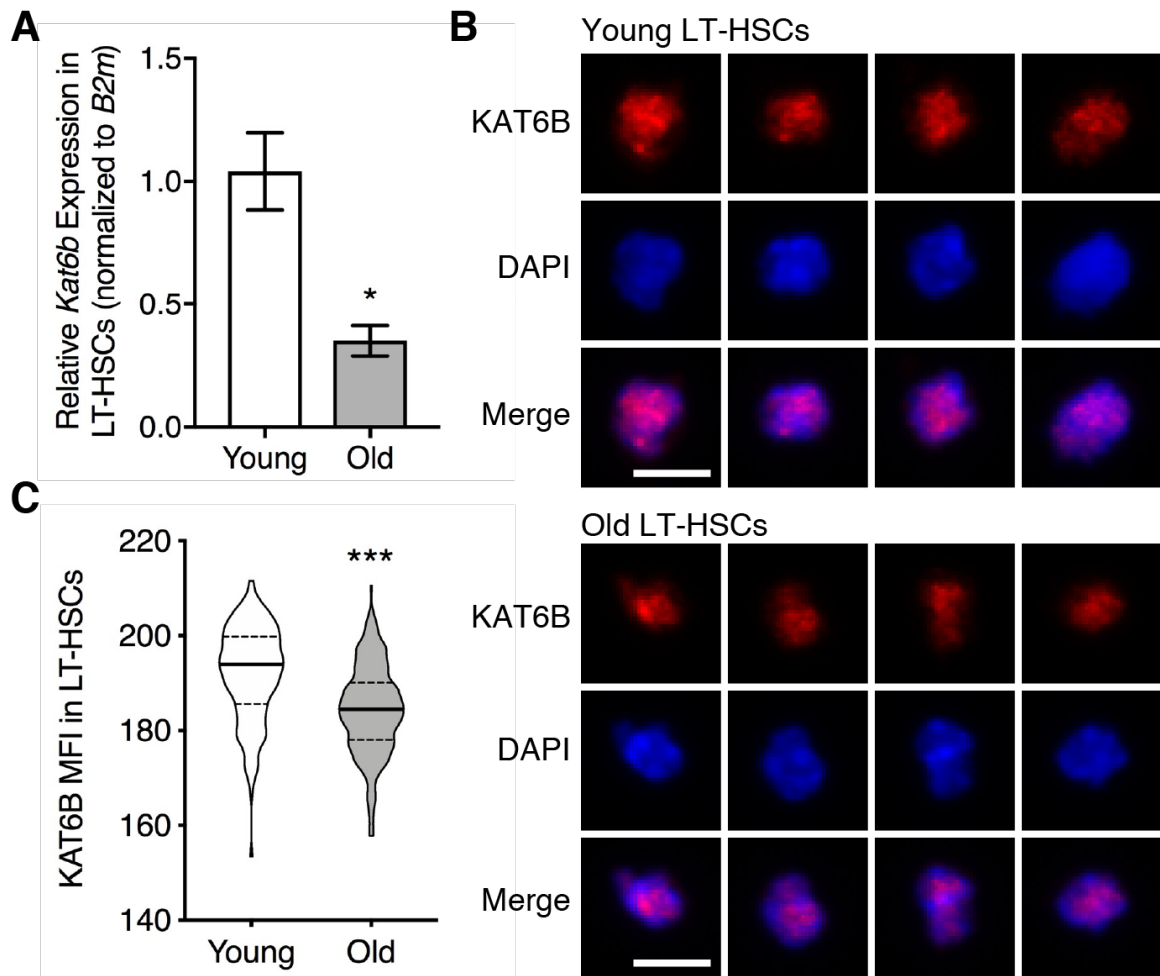 A
Relative Kat6b Expression in
LT-HSCs (normalized to B2m)
1.5
1.0
0.5
0.0
*
Young
Old
B
Young LT-HSCs
KAT6B
DAPI
Merge
Old LT-HSCs
KAT6B
DAPI
Merge
C
KAT6B MFI in LT-HSCs
220
200
180
160
140
***
Young
Old